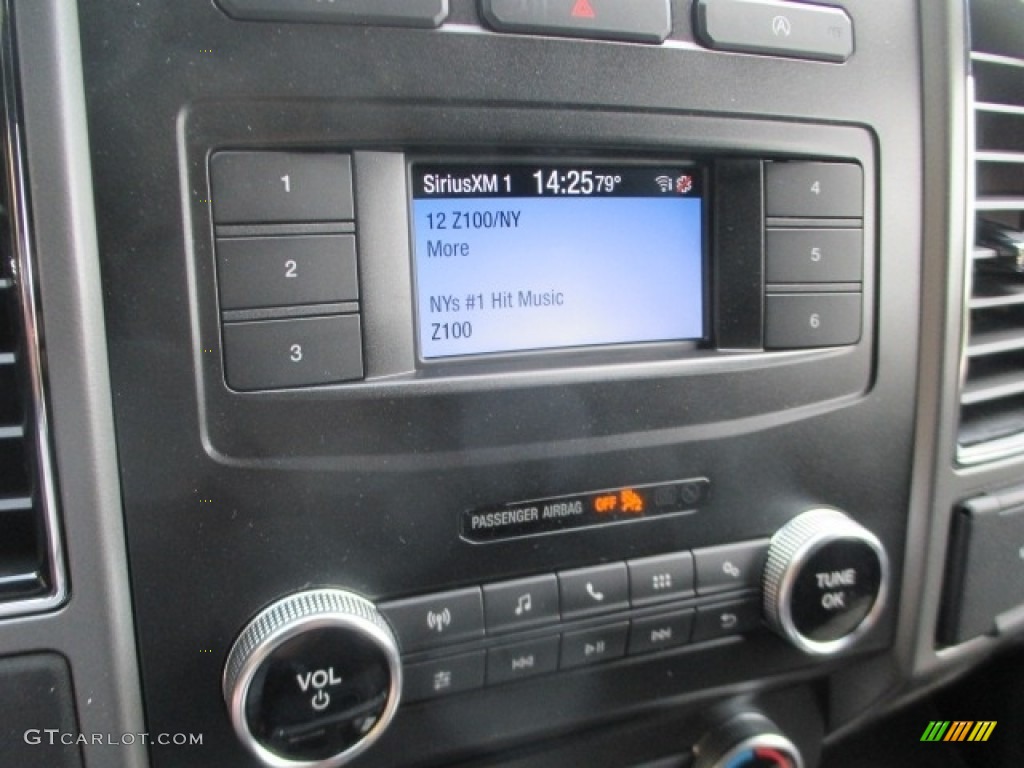 1
2
3
4
5
6
SiriusXM 1 14:25 79°
12 Z100/NY
More
NYs #1 Hit Music
Z100
PASSENGER AIRBAG OFF
VOL
TUNE
OK
GTCARLOT.COM